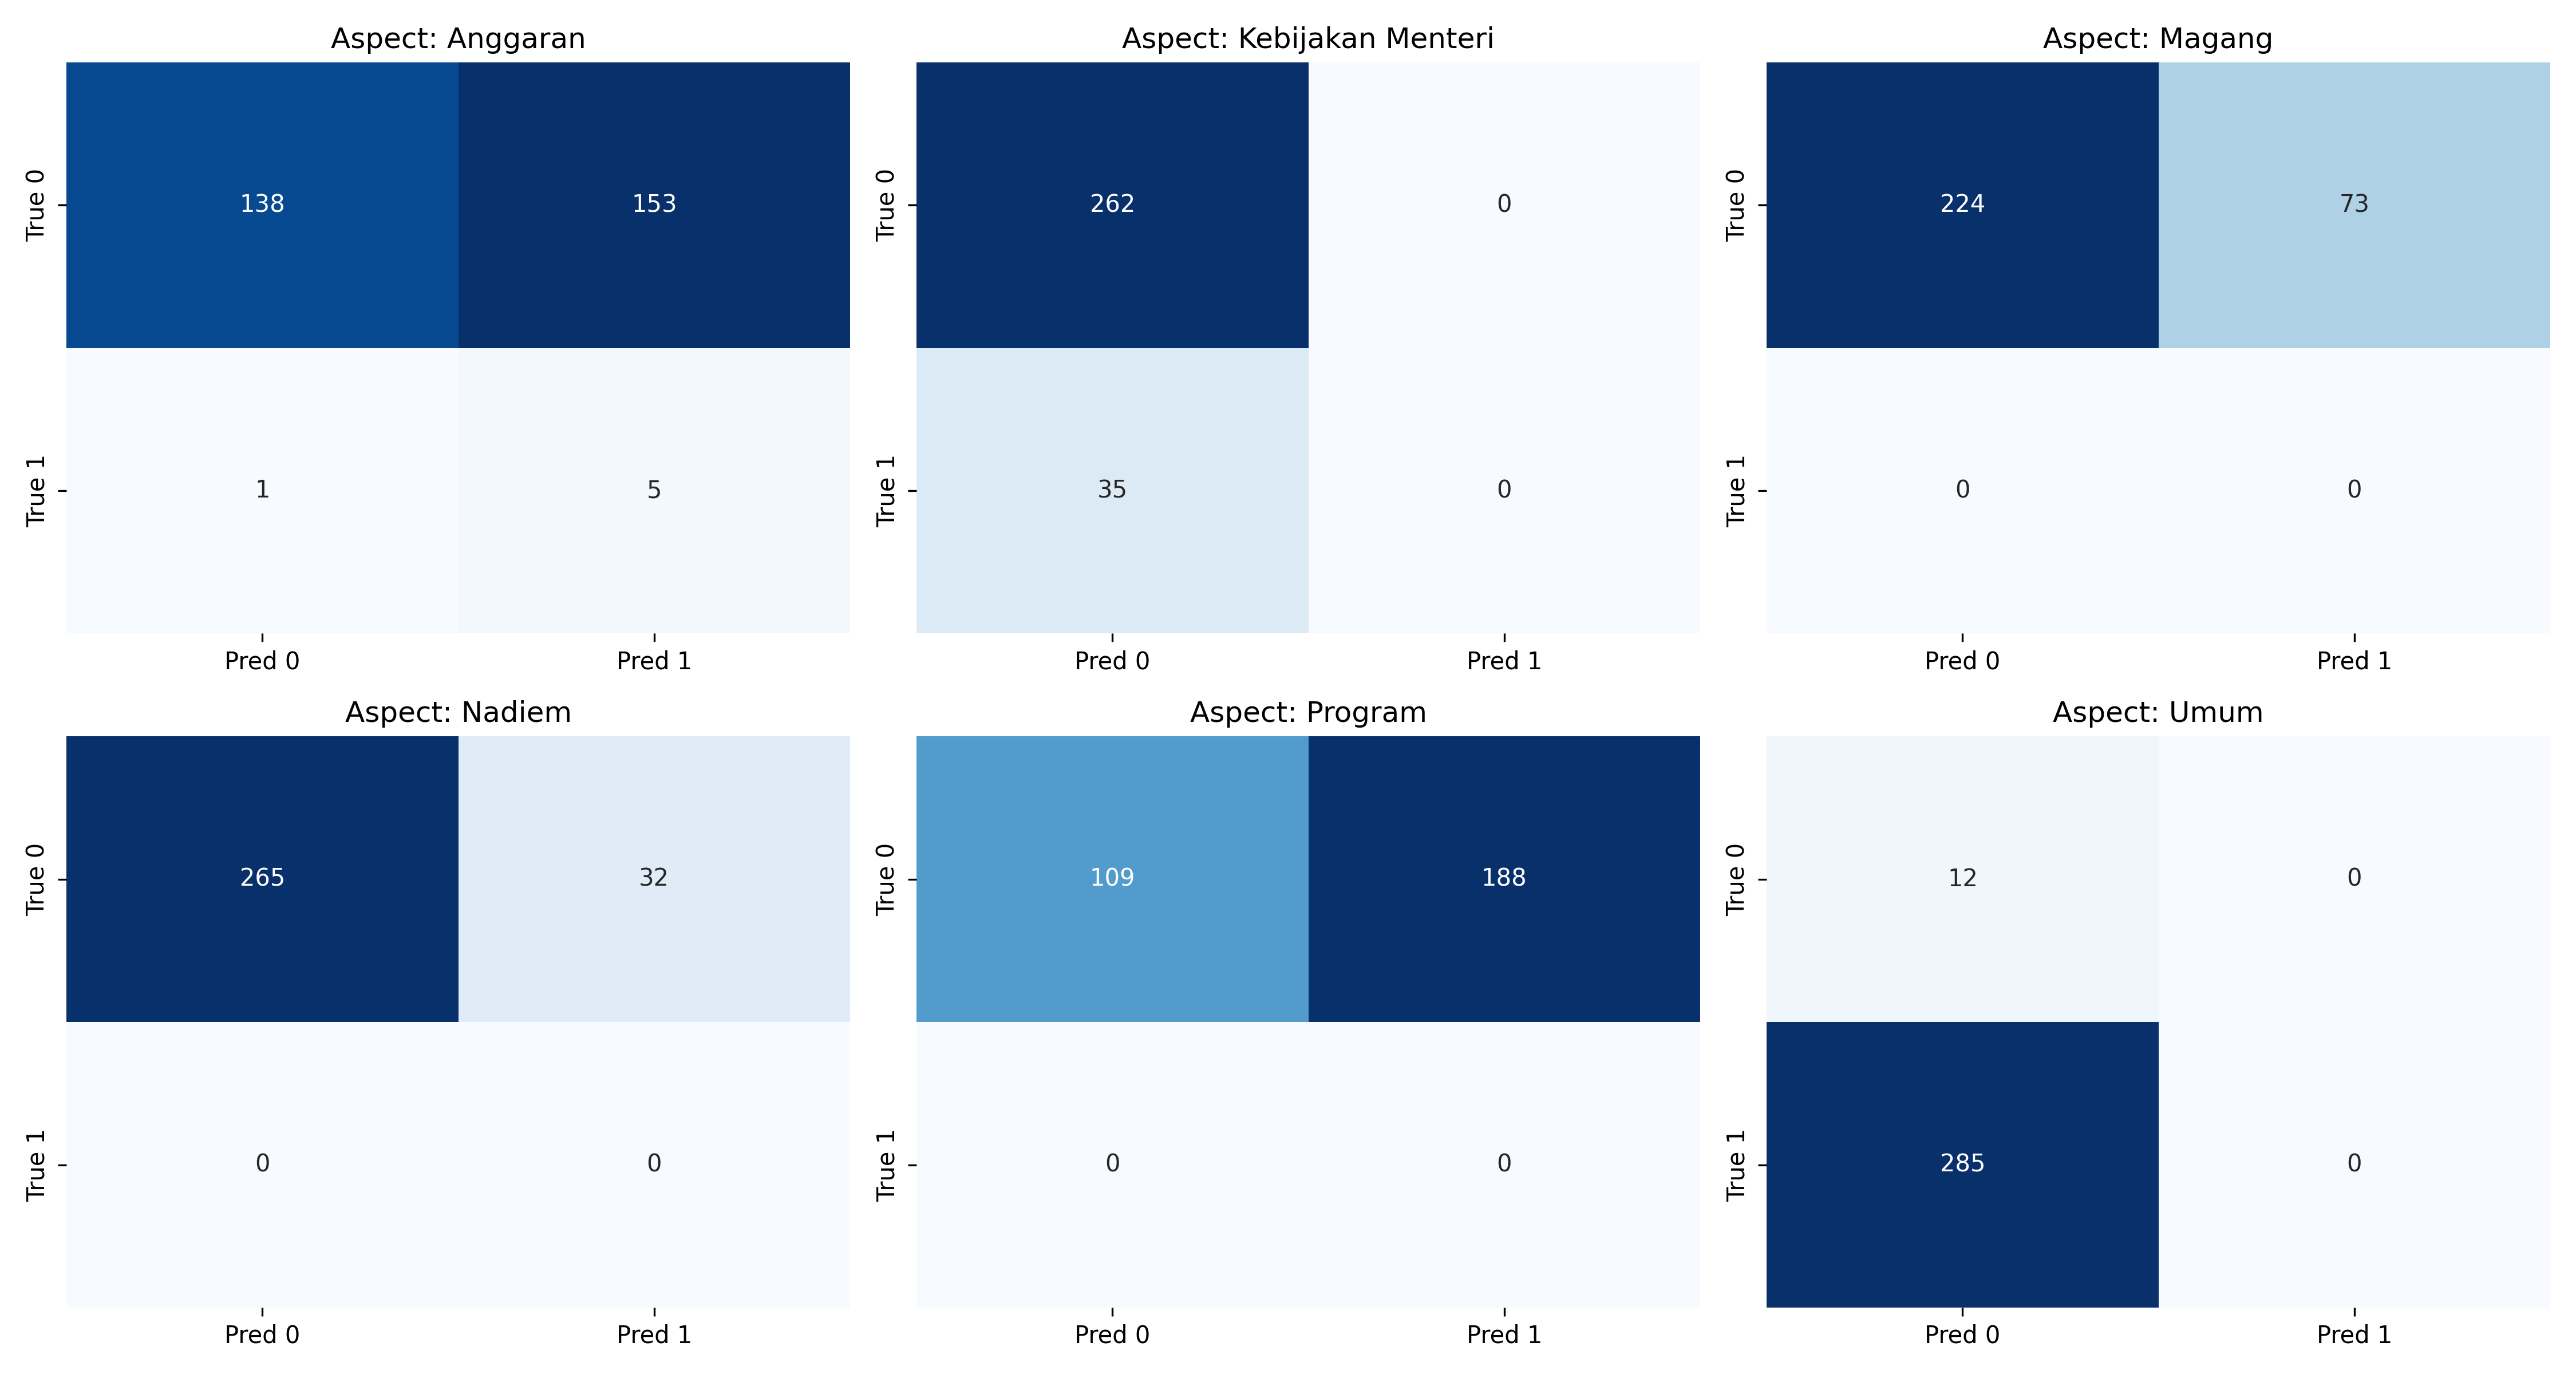 Aspect: Anggaran
True 0
138
153
True 1
1
5
Pred 0
Pred 1
Aspect: Kebijakan Menteri
True 0
262
0
True 1
35
0
Pred 0
Pred 1
Aspect: Magang
True 0
224
73
True 1
0
0
Pred 0
Pred 1
Aspect: Nadiem
True 0
265
32
True 1
0
0
Pred 0
Pred 1
Aspect: Program
True 0
109
188
True 1
0
0
Pred 0
Pred 1
Aspect: Umum
True 0
12
0
True 1
285
0
Pred 0
Pred 1